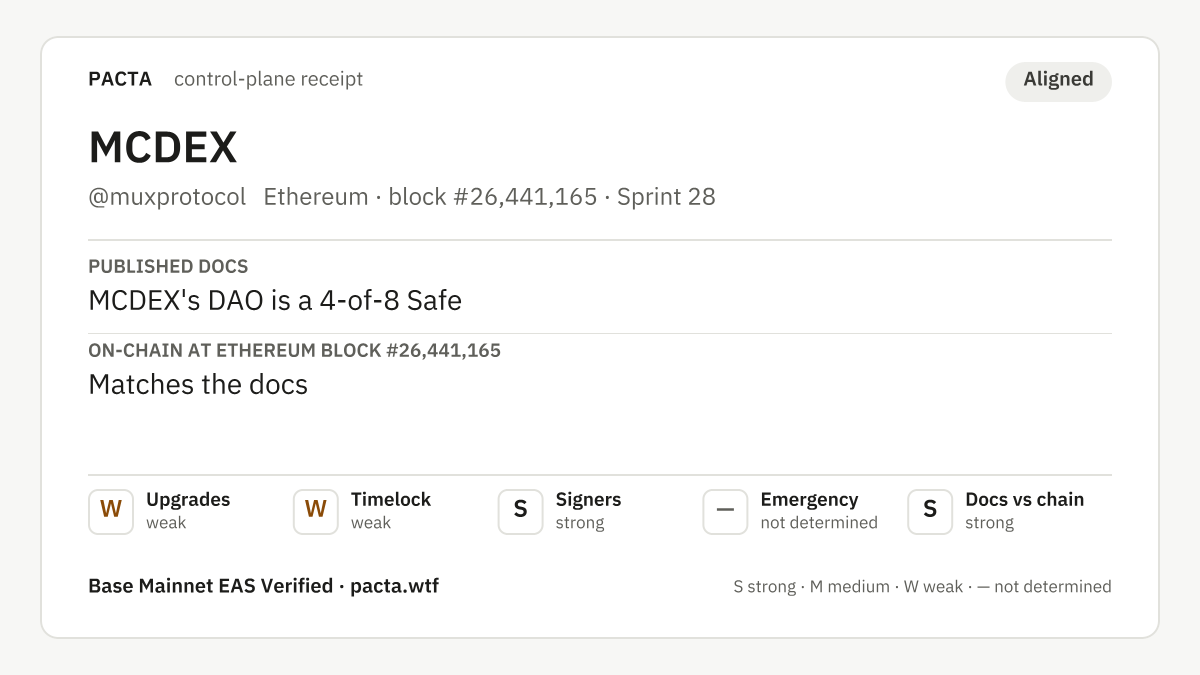 PACTA control-plane receipt
Aligned
MCDEX
@muxprotocol Ethereum · block #26,441,165 · Sprint 28
PUBLISHED DOCS
MCDEX's DAO is a 4-of-8 Safe
ON-CHAIN AT ETHEREUM BLOCK #26,441,165
Matches the docs
W Upgrades
weak
W Timelock
weak
S Signers
strong
— Emergency
not determined
S Docs vs chain
strong
Base Mainnet EAS Verified · pacta.wtf
S strong · M medium · W weak · — not determined